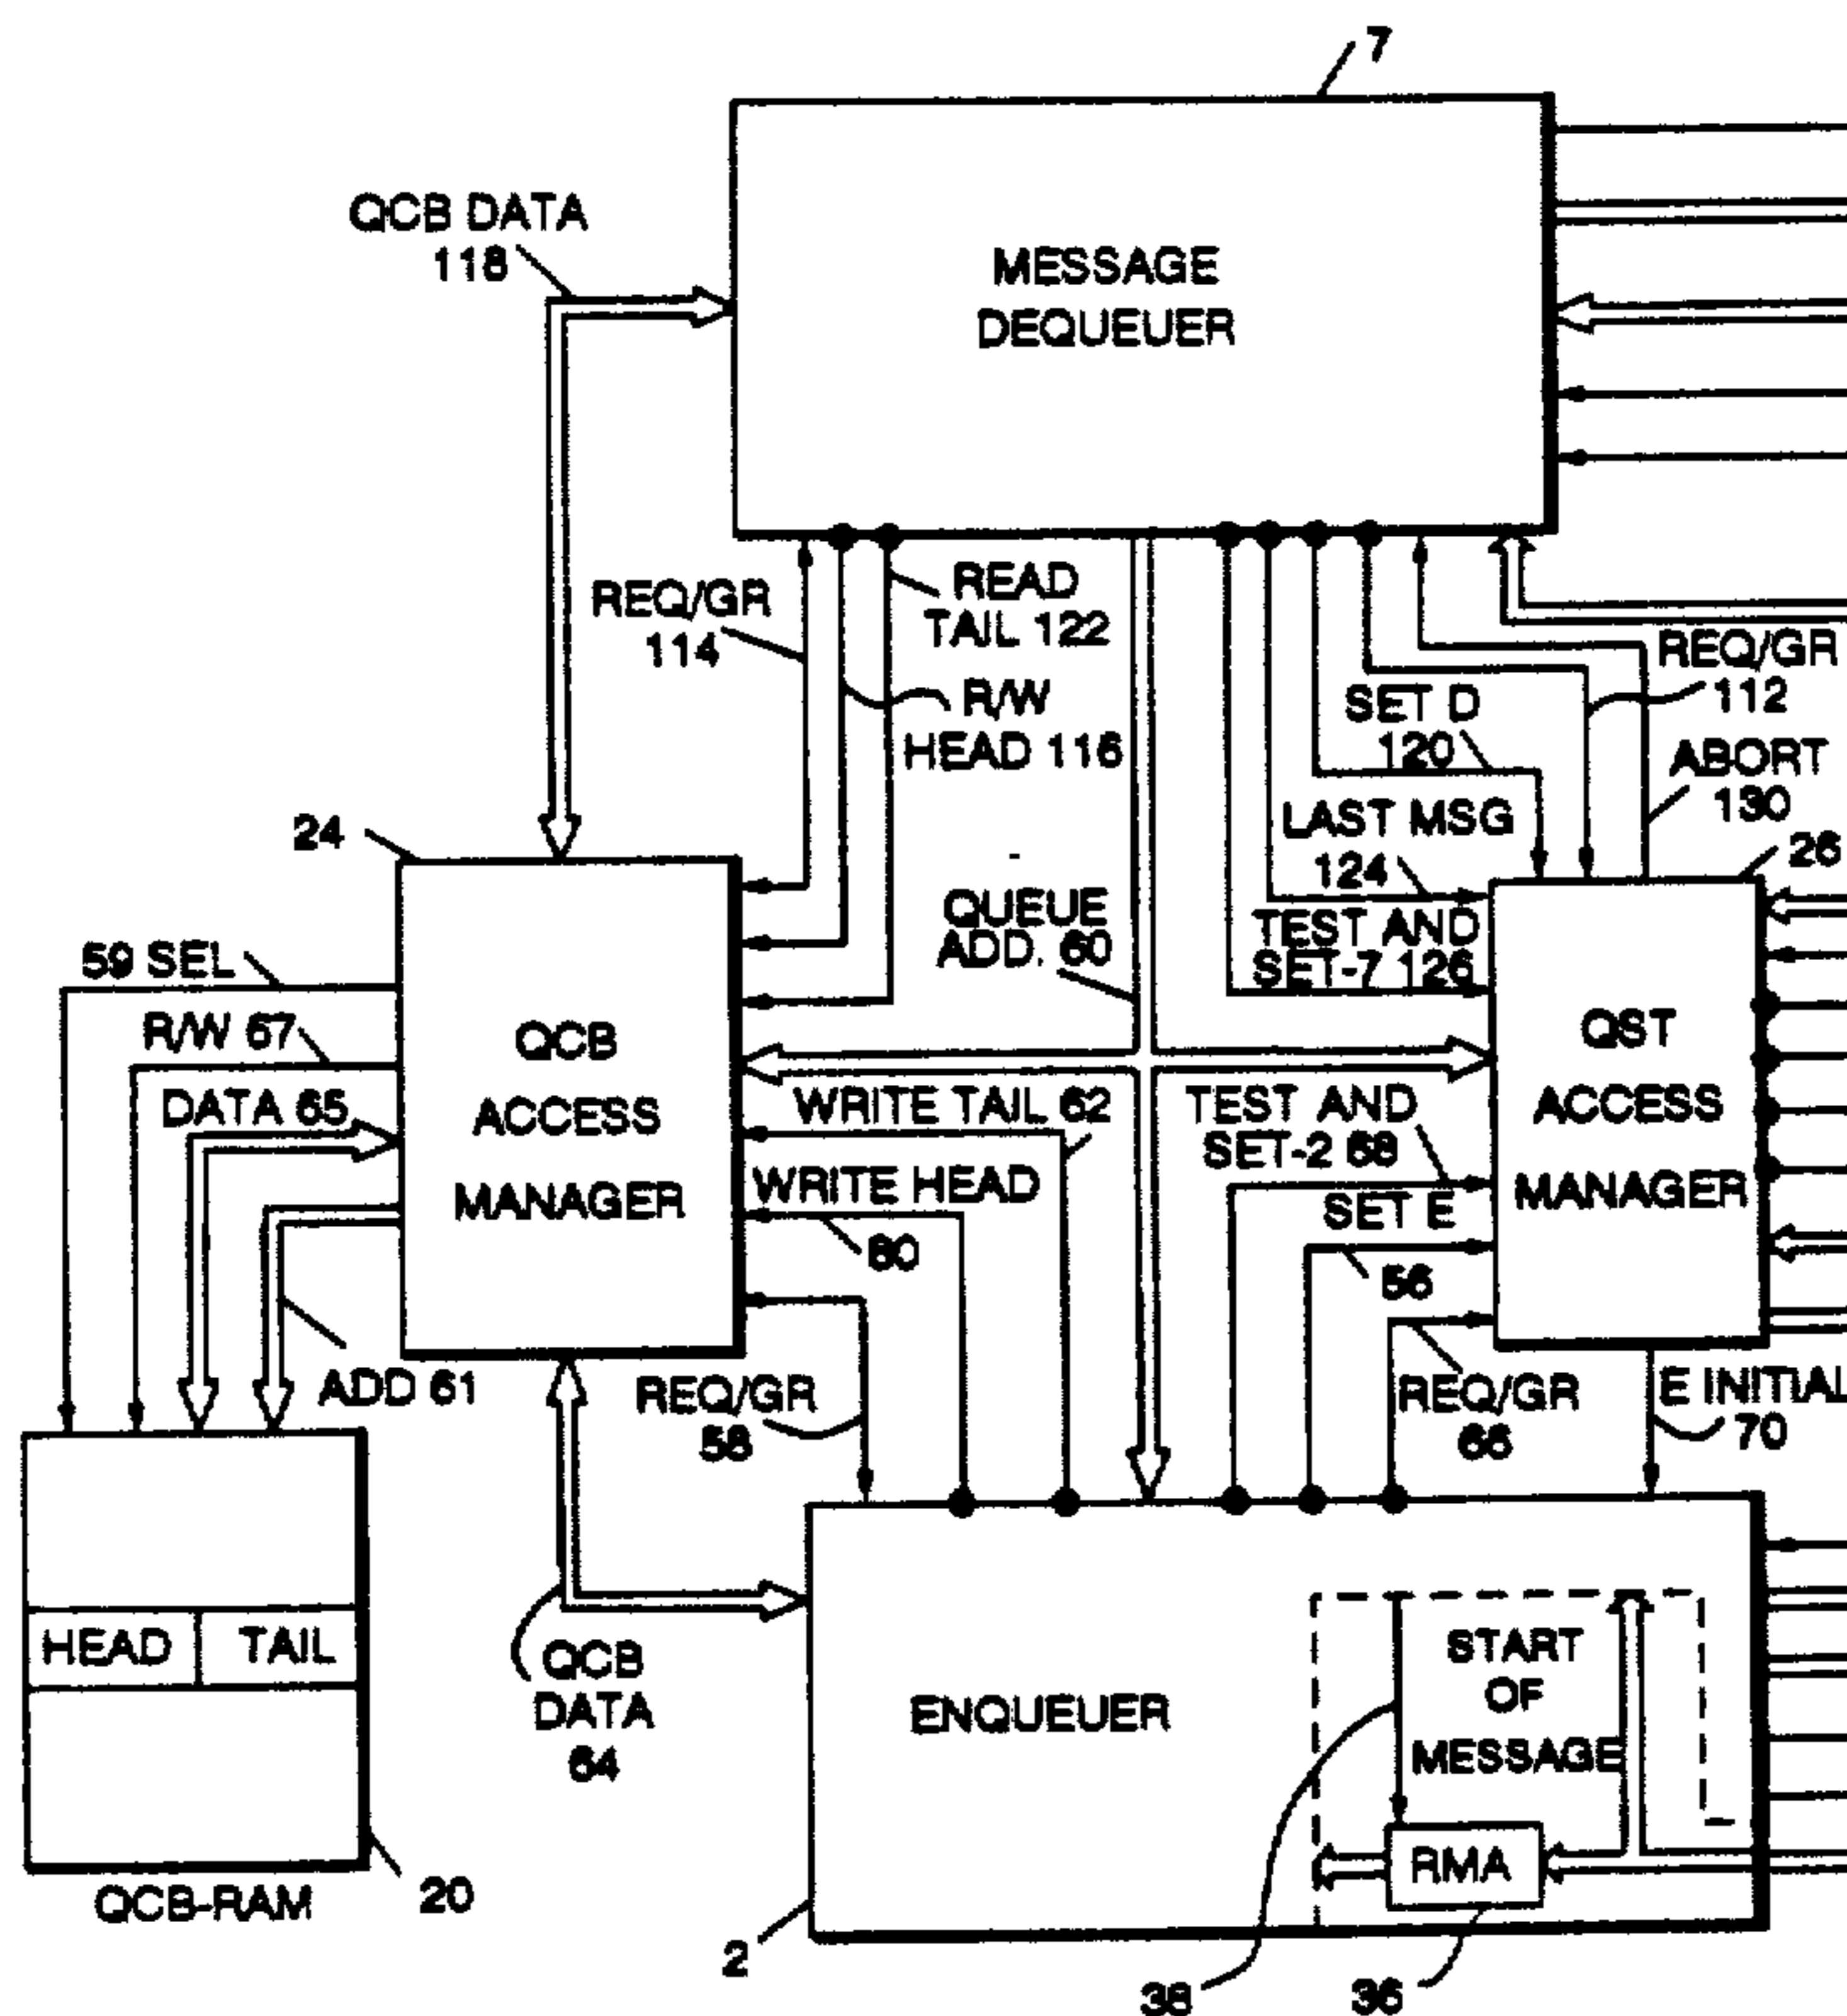 7
QCB DATA
118
MESSAGE
DEQUEUER
REQ/GR
114
READ
TAIL 122
R/W
HEAD 116
REQ/GR
112
SET D
120
ABORT
130
LAST MSG
124
24
26
QUEUE
ADD. 60
TEST AND
SET-7 126
59 SEL
R/W 67
DATA 65
QCB
ACCESS
MANAGER
QST
ACCESS
MANAGER
WRITE TAIL 62
TEST AND
SET-2 68
WRITE HEAD
SET E
56
ADD 61
REQ/GR
58
REQ/GR
66
E INITIAL
70
HEAD
TAIL
QCB
DATA
64
ENQUEUER
START
OF
MESSAGE
RMA
QCB-RAM
20
2
38
36